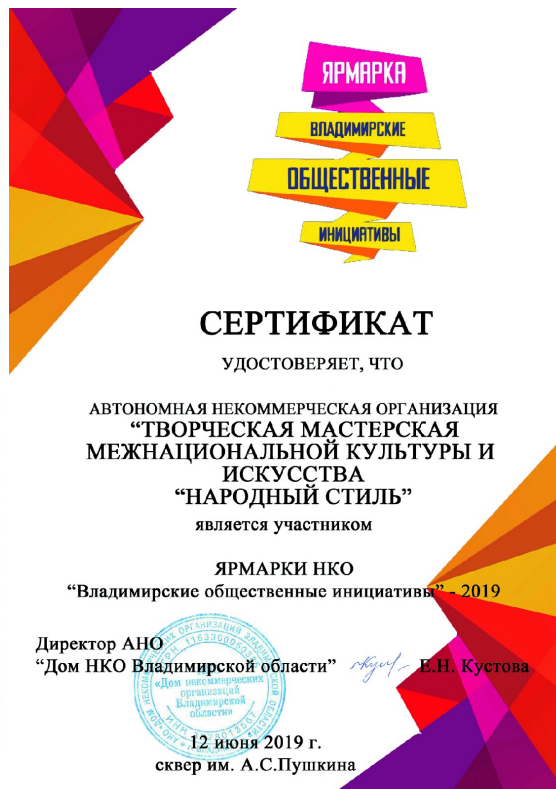 ЯРМАРКА
ВЛАДИМИРСКИЕ
ОБЩЕСТВЕННЫЕ
ИНИЦИАТИВЫ
СЕРТИФИКАТ
УДОСТОВЕРЯЕТ, ЧТО
АВТОНОМНАЯ НЕКОММЕРЧЕСКАЯ ОРГАНИЗАЦИЯ
“ТВОРЧЕСКАЯ МАСТЕРСКАЯ
МЕЖНАЦИОНАЛЬНОЙ КУЛЬТУРЫ И
ИСКУССТВА
“НАРОДНЫЙ СТИЛЬ”
является участником
ЯРМАРКИ НКО
“Владимирские общественные инициативы” - 2019
Директор АНО
“Дом НКО Владимирской области” Е.Н. Кустова
«Дом некоммерческих
организаций
Владимирской
области»
12 июня 2019 г.
сквер им. А.С.Пушкина